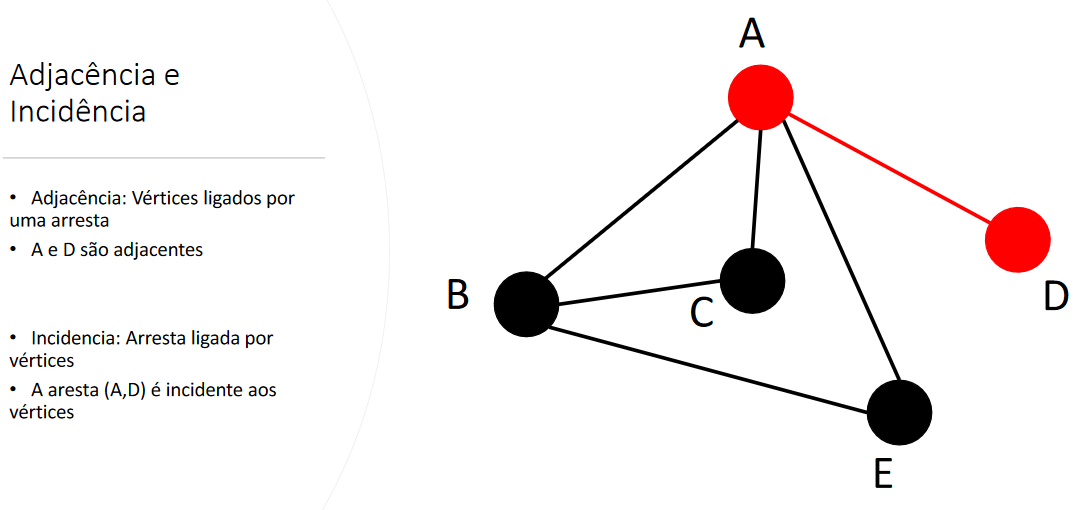 Adjacência e
Incidência
• Adjacência: Vértices ligados por
uma arresta
• A e D são adjacentes
• Incidencia: Arresta ligada por
vértices
• A aresta (A,D) é incidente aos
vértices
A
B
C
D
E